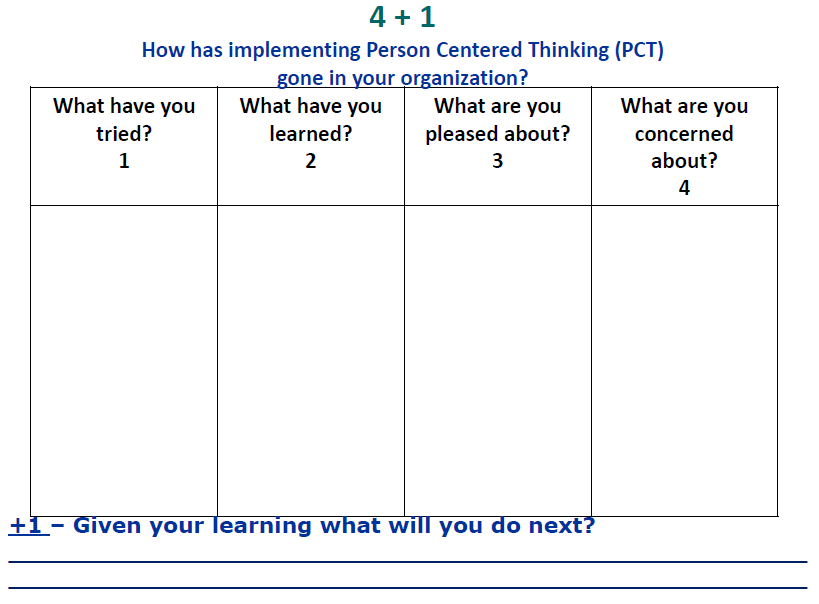 4 + 1
How has implementing Person Centered Thinking (PCT)
gone in your organization?
What have you
tried?
1
What have you
learned?
2
What are you
pleased about?
3
What are you
concerned
about?
4
+1 – Given your learning what will you do next?